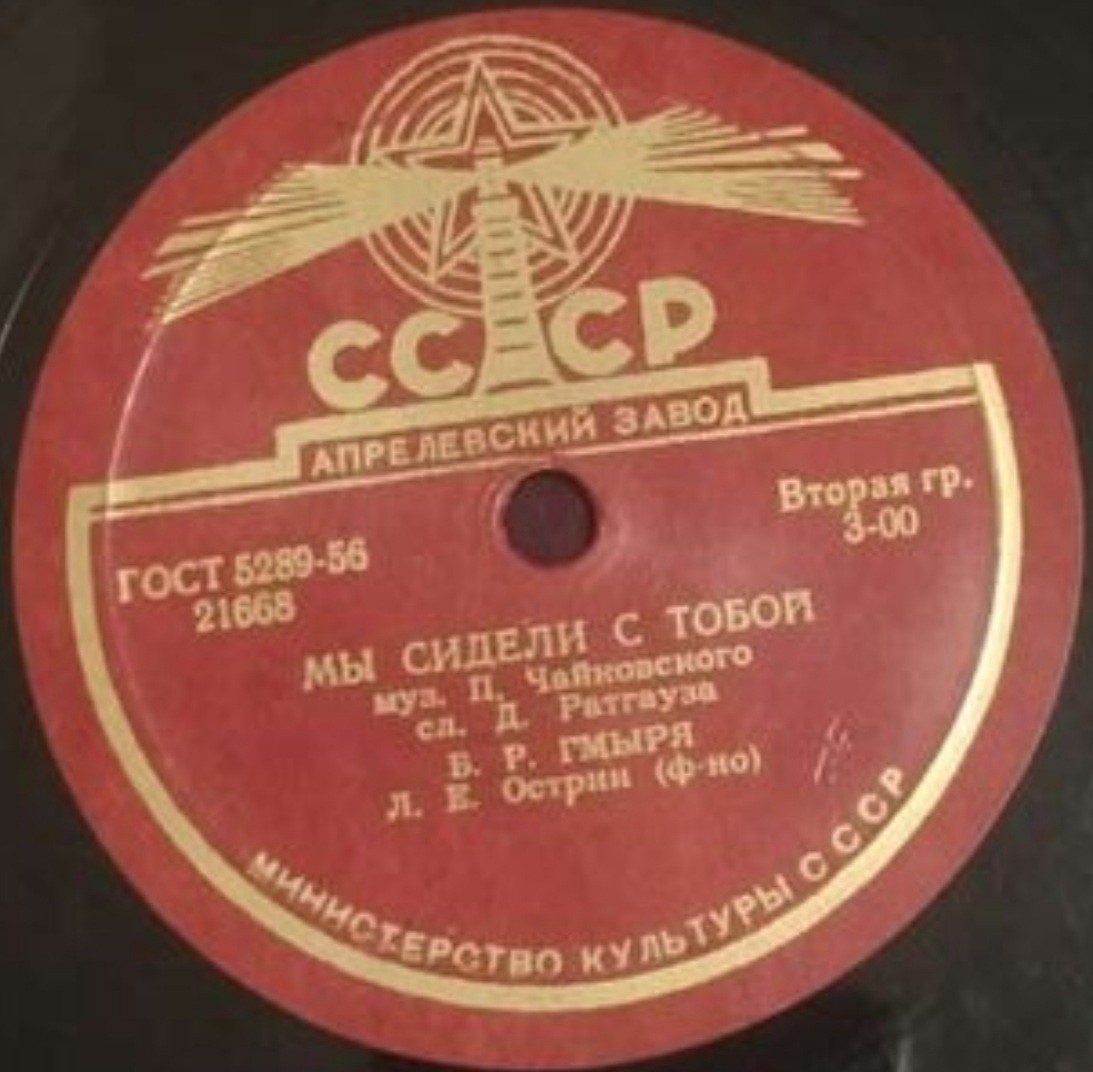 СССР
АПРЕЛЕВСКИЙ ЗАВОД
Вторая гр.
3-00
ГОСТ 5289-56
21668
МЫ СИДЕЛИ С ТОБОЙ
муз. П. Чайковского
сл. Д. Ратгауза
Б. Р. ГМЫРЯ
Л. Е. Острин (ф-но)
МИНИСТЕРСТВО КУЛЬТУРЫ СССР